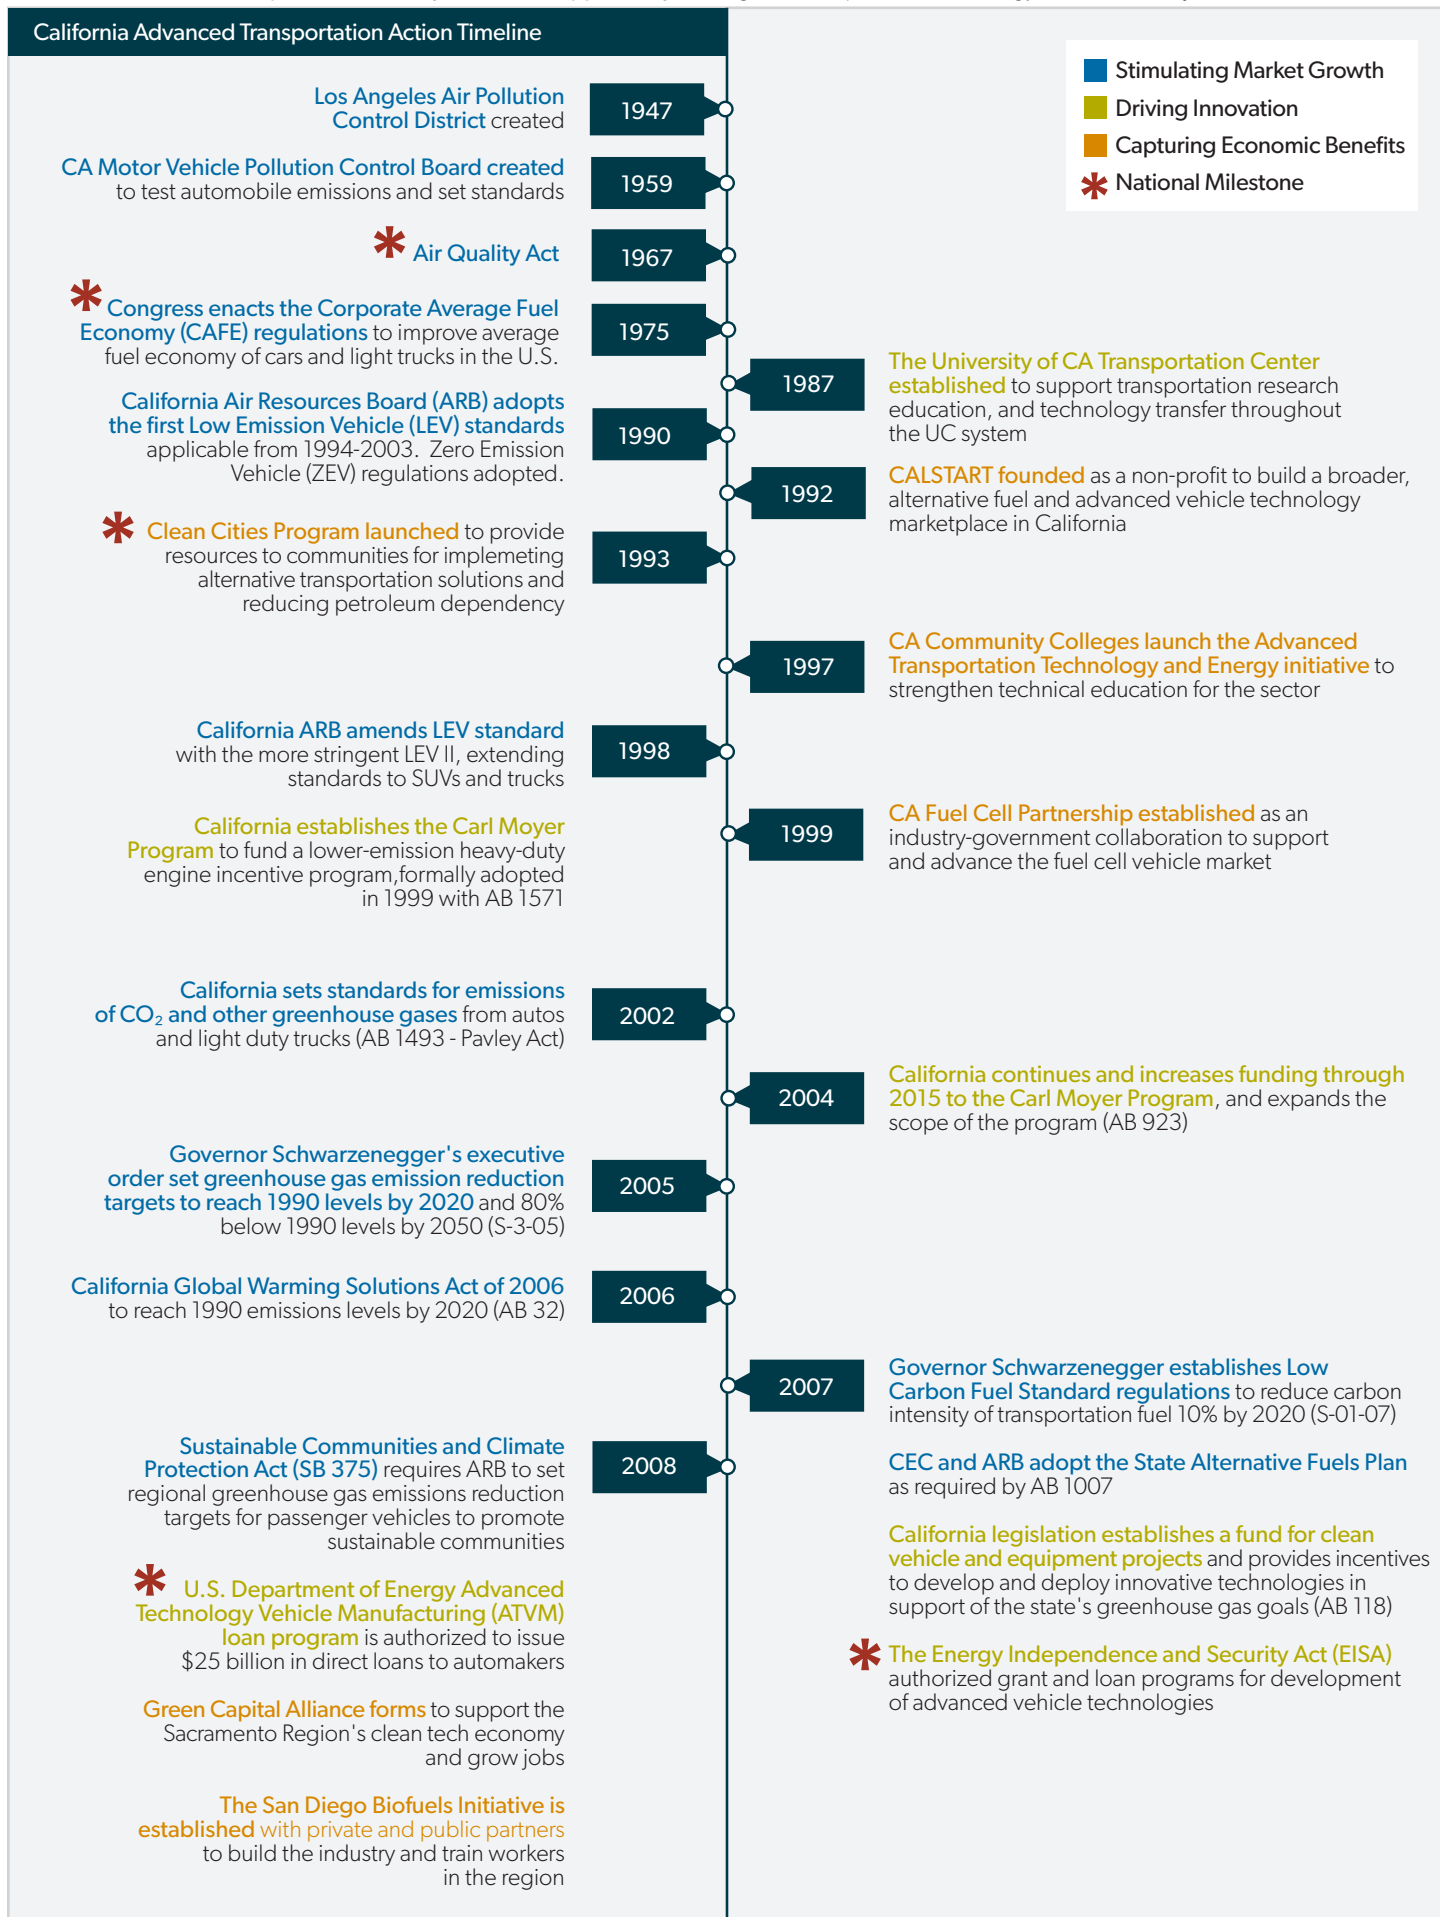 California Advanced Transportation Action Timeline
Stimulating Market Growth
Driving Innovation
Capturing Economic Benefits
National Milestone
Los Angeles Air Pollution
Control District created
1947
CA Motor Vehicle Pollution Control Board created
to test automobile emissions and set standards
1959
Air Quality Act
1967
Congress enacts the Corporate Average Fuel
Economy (CAFE) regulations to improve average
fuel economy of cars and light trucks in the U.S.
1975
1987
The University of CA Transportation Center
established to support transportation research
education, and technology transfer throughout
the UC system
California Air Resources Board (ARB) adopts
the first Low Emission Vehicle (LEV) standards
applicable from 1994-2003. Zero Emission
Vehicle (ZEV) regulations adopted.
1990
1992
CALSTART founded as a non-profit to build a broader,
alternative fuel and advanced vehicle technology
marketplace in California
Clean Cities Program launched to provide
resources to communities for implemeting
alternative transportation solutions and
reducing petroleum dependency
1993
1997
CA Community Colleges launch the Advanced
Transportation Technology and Energy initiative to
strengthen technical education for the sector
California ARB amends LEV standard
with the more stringent LEV II, extending
standards to SUVs and trucks
1998
California establishes the Carl Moyer
Program to fund a lower-emission heavy-duty
engine incentive program,formally adopted
in 1999 with AB 1571
1999
CA Fuel Cell Partnership established as an
industry-government collaboration to support
and advance the fuel cell vehicle market
California sets standards for emissions
of CO₂ and other greenhouse gases from autos
and light duty trucks (AB 1493 - Pavley Act)
2002
2004
California continues and increases funding through
2015 to the Carl Moyer Program, and expands the
scope of the program (AB 923)
Governor Schwarzenegger's executive
order set greenhouse gas emission reduction
targets to reach 1990 levels by 2020 and 80%
below 1990 levels by 2050 (S-3-05)
2005
California Global Warming Solutions Act of 2006
to reach 1990 emissions levels by 2020 (AB 32)
2006
2007
Governor Schwarzenegger establishes Low
Carbon Fuel Standard regulations to reduce carbon
intensity of transportation fuel 10% by 2020 (S-01-07)
CEC and ARB adopt the State Alternative Fuels Plan
as required by AB 1007
California legislation establishes a fund for clean
vehicle and equipment projects and provides incentives
to develop and deploy innovative technologies in
support of the state's greenhouse gas goals (AB 118)
The Energy Independence and Security Act (EISA)
authorized grant and loan programs for development
of advanced vehicle technologies
Sustainable Communities and Climate
Protection Act (SB 375) requires ARB to set
regional greenhouse gas emissions reduction
targets for passenger vehicles to promote
sustainable communities
2008
U.S. Department of Energy Advanced
Technology Vehicle Manufacturing (ATVM)
loan program is authorized to issue
$25 billion in direct loans to automakers
Green Capital Alliance forms to support the
Sacramento Region's clean tech economy
and grow jobs
The San Diego Biofuels Initiative is
established with private and public partners
to build the industry and train workers
in the region